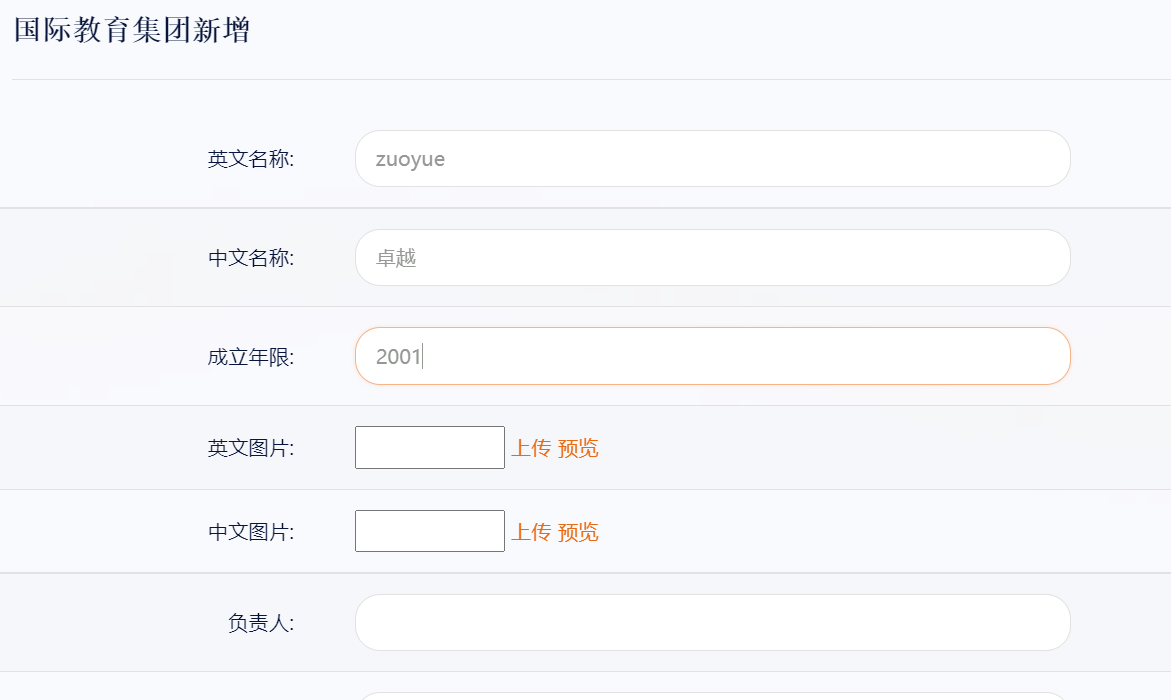 国际教育集团新增
英文名称: zuoyue
中文名称: 卓越
成立年限: 2001
英文图片: 上传 预览
中文图片: 上传 预览
负责人: